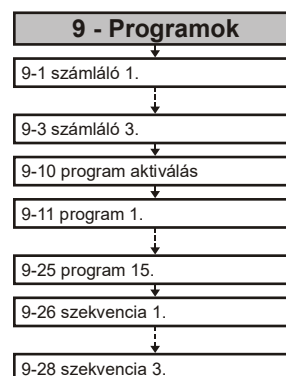 9 - Programok
9-1 számláló 1.
9-3 számláló 3.
9-10 program aktiválás
9-11 program 1.
9-25 program 15.
9-26 szekvencia 1.
9-28 szekvencia 3.